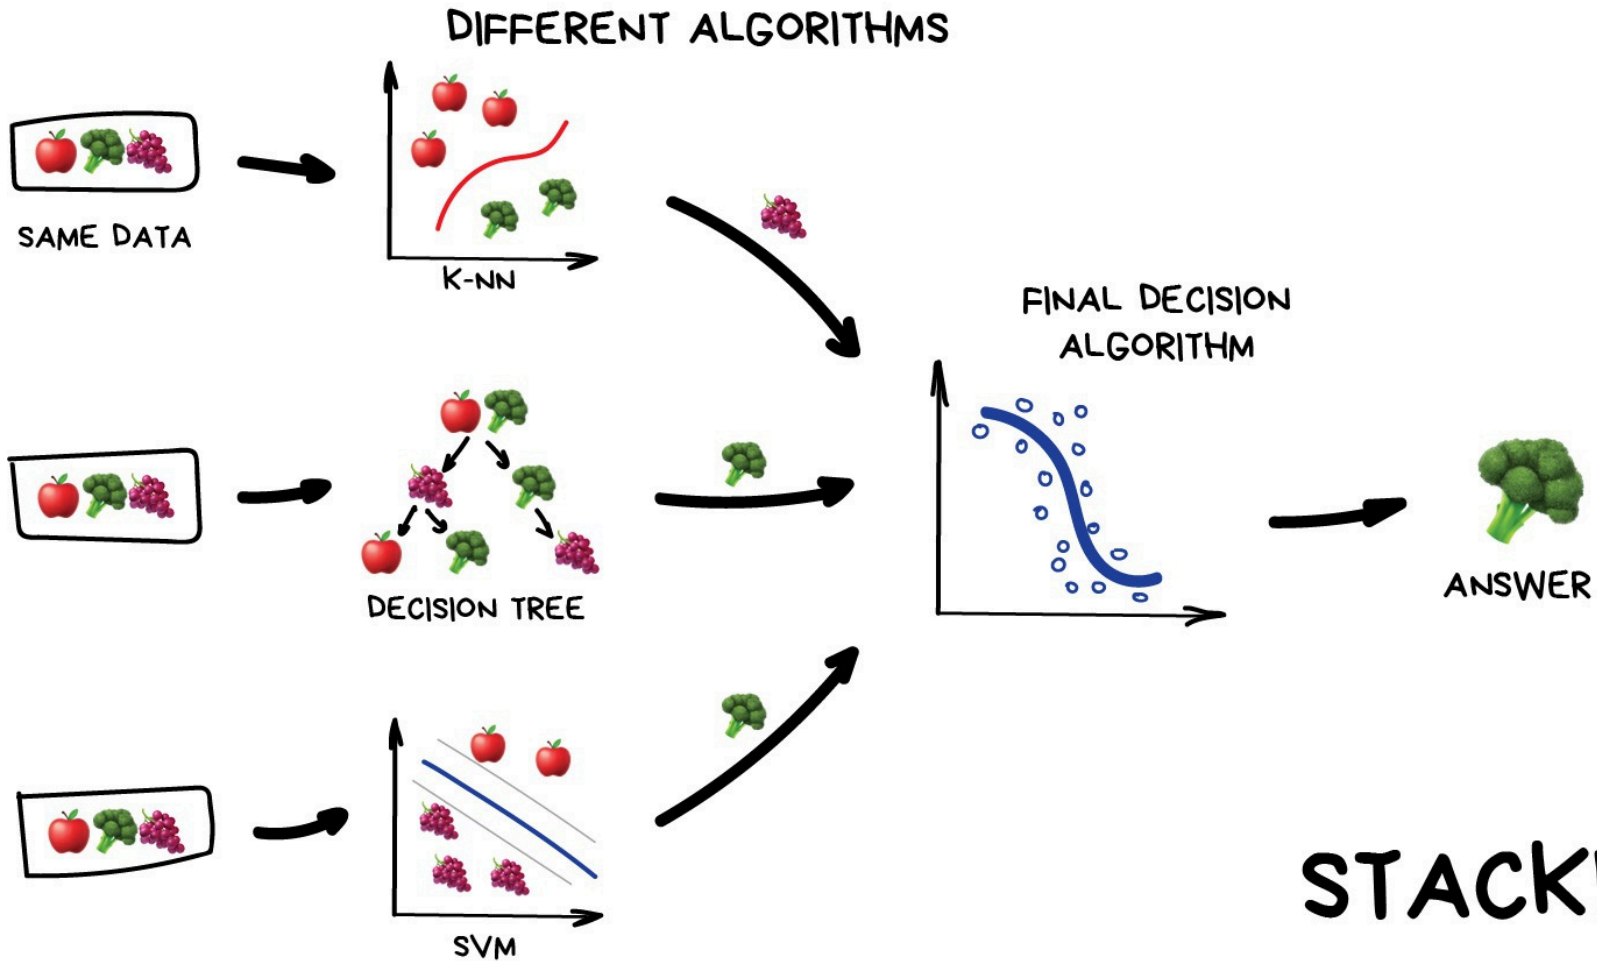 DIFFERENT ALGORITHMS
SAME DATA
K-NN
FINAL DECISION
ALGORITHM
DECISION TREE
ANSWER
SVM